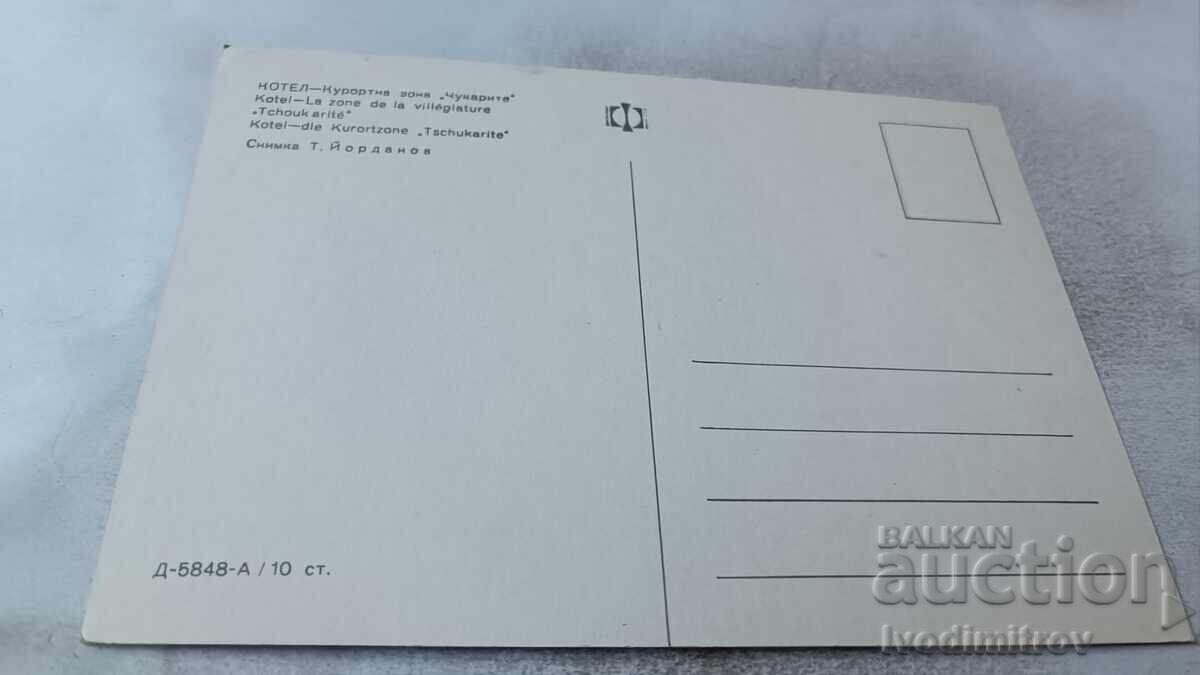 КОТЕЛ—Курортна зона „Чукарите“
Kotel—La zone de la villégiature
„Tchoukarité“
Kotel—die Kurortzone „Tschukarite“
Снимка Т. Йорданов
Д-5848-А / 10 ст.
BALKAN
auction
Ivodimitrov